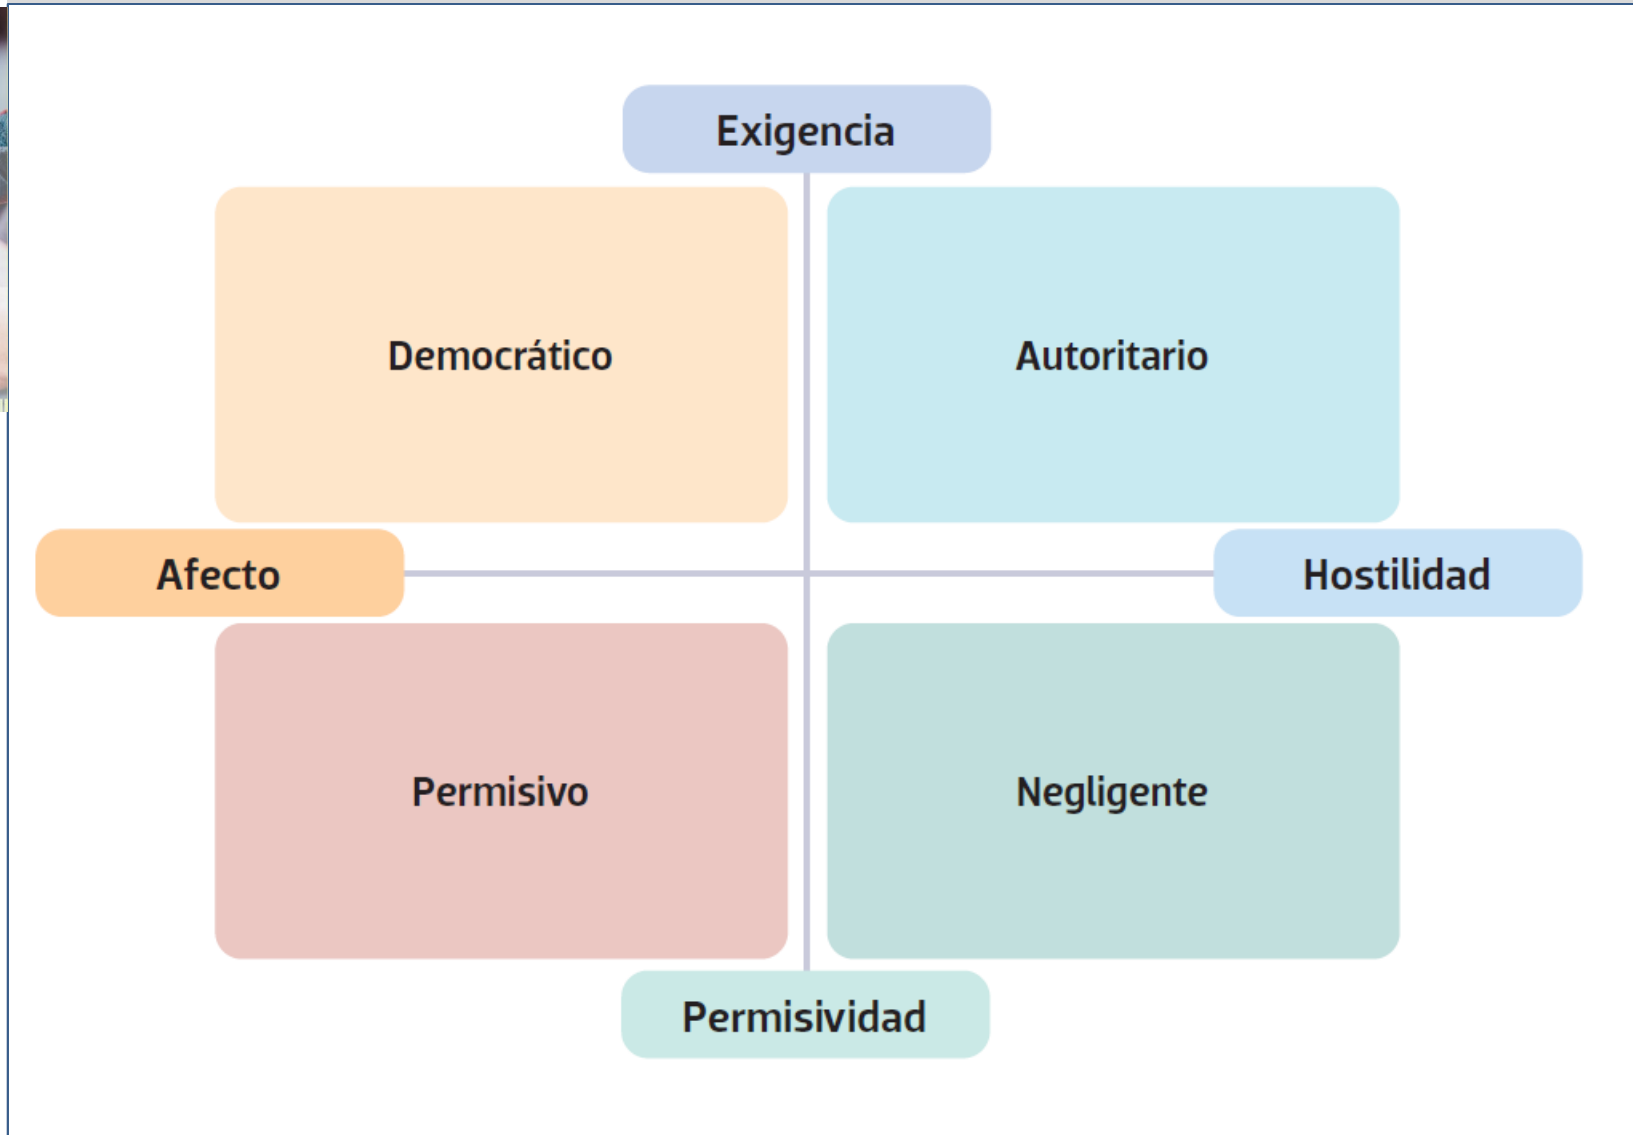 Exigencia
Democrático
Autoritario
Afecto
Hostilidad
Permisivo
Negligente
Permisividad